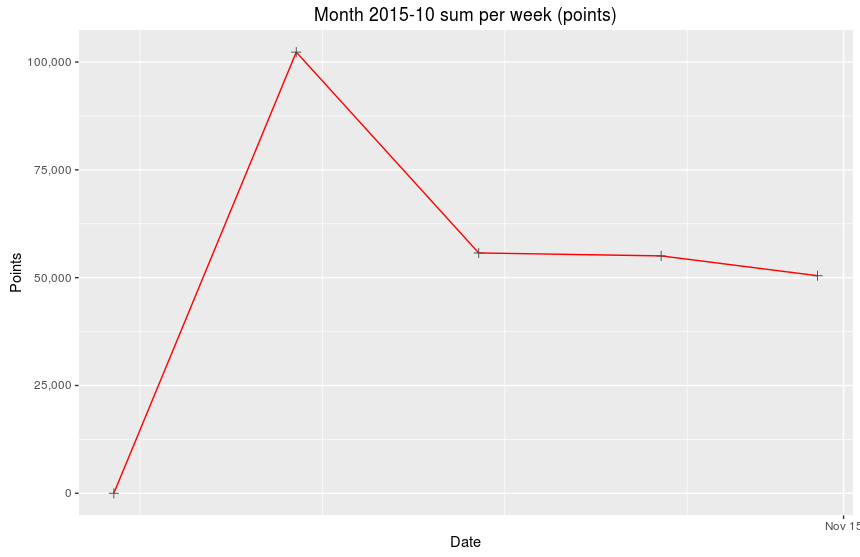 Month 2015-10 sum per week (points)
100,000
75,000
50,000
25,000
0
Points
Nov 15
Date